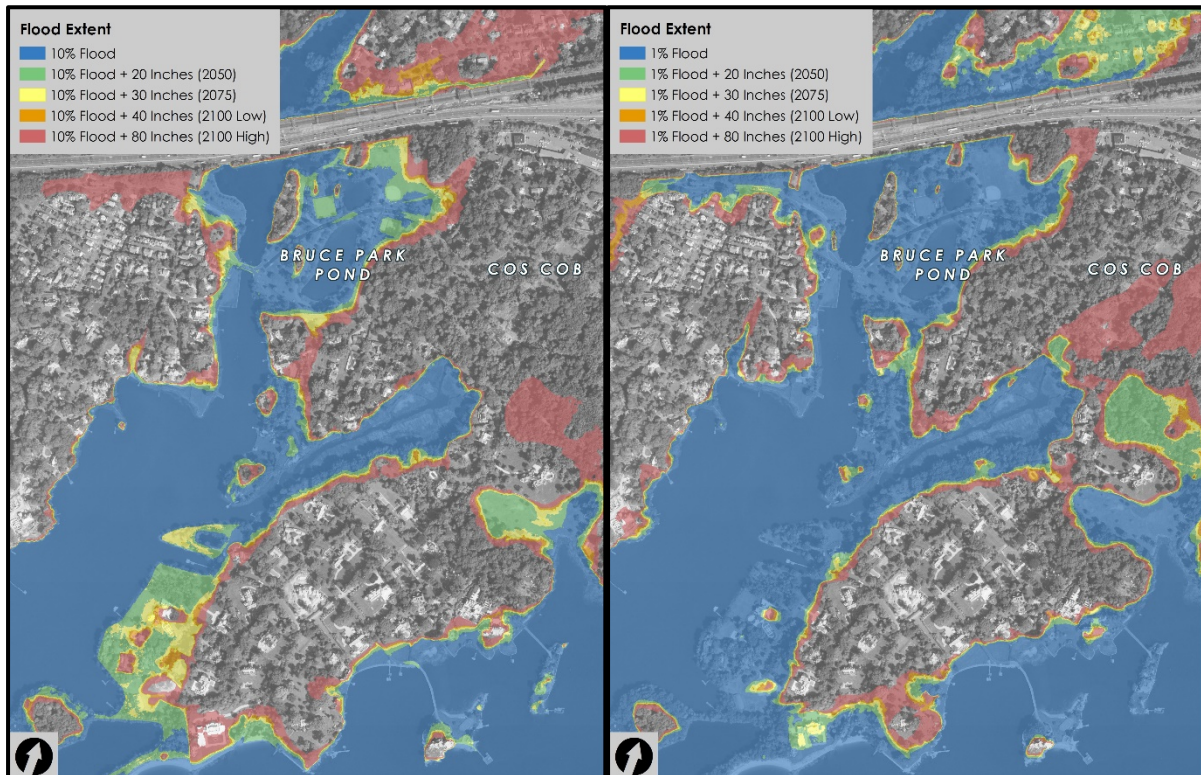 Flood Extent
10% Flood
10% Flood + 20 Inches (2050)
10% Flood + 30 Inches (2075)
10% Flood + 40 Inches (2100 Low)
10% Flood + 80 Inches (2100 High)
BRUCE PARK
POND
COS COB
Flood Extent
1% Flood
1% Flood + 20 Inches (2050)
1% Flood + 30 Inches (2075)
1% Flood + 40 Inches (2100 Low)
1% Flood + 80 Inches (2100 High)
BRUCE PARK
POND
COS COB